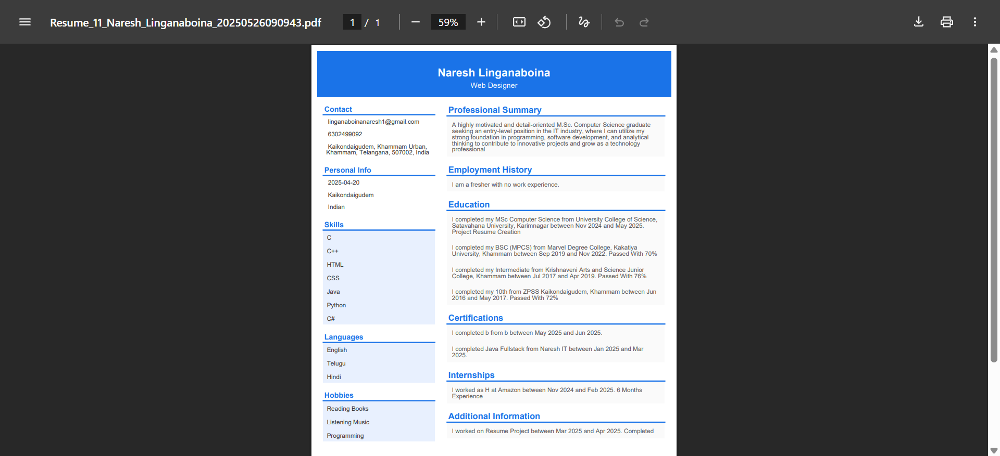 Resume_11_Naresh_Linganaboina_20250526090943.pdf
1 / 1
59%
Naresh Linganaboina
Web Designer
Contact
linganaboinanaresh1@gmail.com
6302499092
Kaikondaigudem, Khammam Urban,
Khammam, Telangana, 507002, India
Personal Info
2025-04-20
Kaikondaigudem
Indian
Skills
C
C++
HTML
CSS
Java
Python
C#
Languages
English
Telugu
Hindi
Hobbies
Reading Books
Listening Music
Programming
Professional Summary
A highly motivated and detail-oriented M.Sc. Computer Science graduate
seeking an entry-level position in the IT industry, where I can utilize my
strong foundation in programming, software development, and analytical
thinking to contribute to innovative projects and grow as a technology
professional
Employment History
I am a fresher with no work experience.
Education
I completed my MSc Computer Science from University College of Science,
Satavahana University, Karimnagar between Nov 2024 and May 2025.
Project Resume Creation
I completed my BSC (MPCS) from Marvel Degree College, Kakatiya
University, Khammam between Sep 2019 and Nov 2022. Passed With 70%
I completed my Intermediate from Krishnaveni Arts and Science Junior
College, Khammam between Jul 2017 and Apr 2019. Passed With 76%
I completed my 10th from ZPSS Kaikondaigudem, Khammam between Jun
2016 and May 2017. Passed With 72%
Certifications
I completed b from b between May 2025 and Jun 2025.
I completed Java Fullstack from Naresh IT between Jan 2025 and Mar
2025.
Internships
I worked as H at Amazon between Nov 2024 and Feb 2025. 6 Months
Experience
Additional Information
I worked on Resume Project between Mar 2025 and Apr 2025. Completed